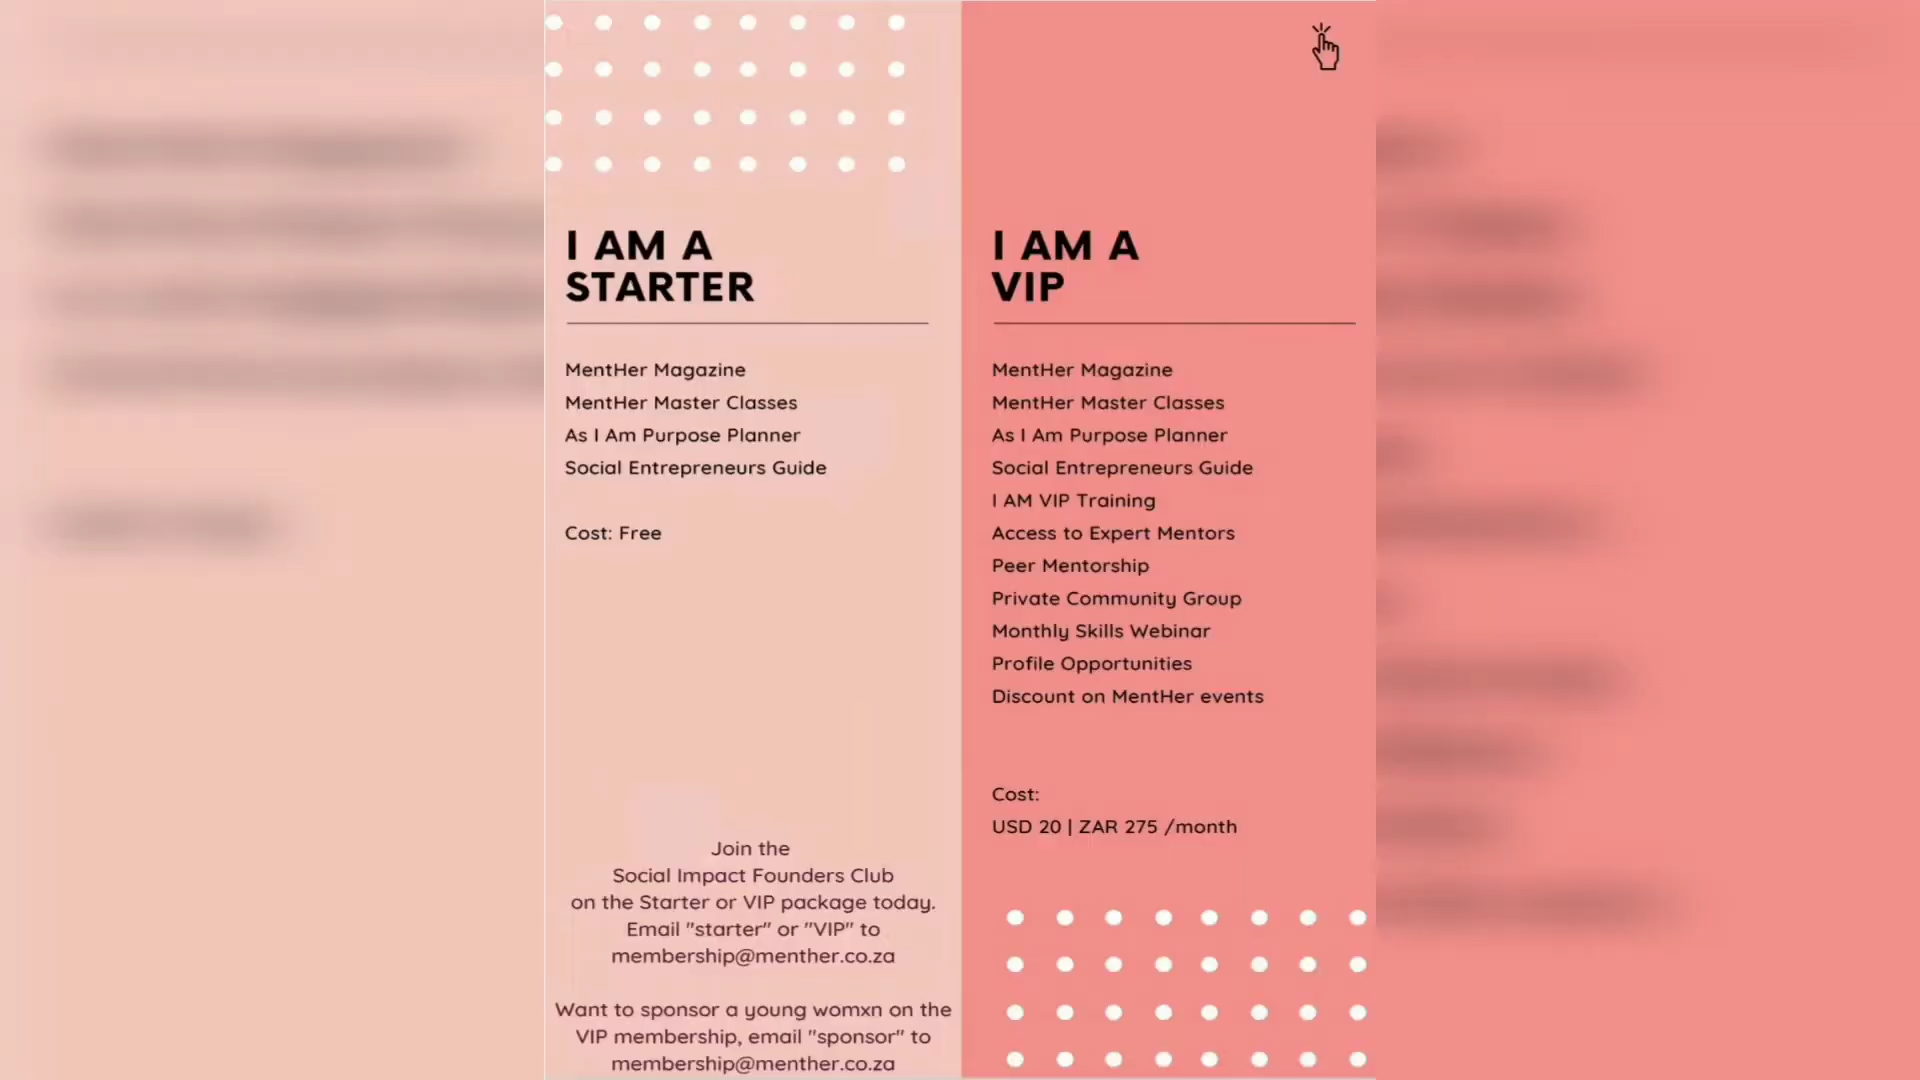 I AM A
STARTER
MentHer Magazine
MentHer Master Classes
As I Am Purpose Planner
Social Entrepreneurs Guide
Cost: Free
Join the
Social Impact Founders Club
on the Starter or VIP package today.
Email "starter" or "VIP" to
membership@menther.co.za
Want to sponsor a young womxn on the
VIP membership, email "sponsor" to
membership@menther.co.za
I AM A
VIP
MentHer Magazine
MentHer Master Classes
As I Am Purpose Planner
Social Entrepreneurs Guide
I AM VIP Training
Access to Expert Mentors
Peer Mentorship
Private Community Group
Monthly Skills Webinar
Profile Opportunities
Discount on MentHer events
Cost:
USD 20 | ZAR 275 /month